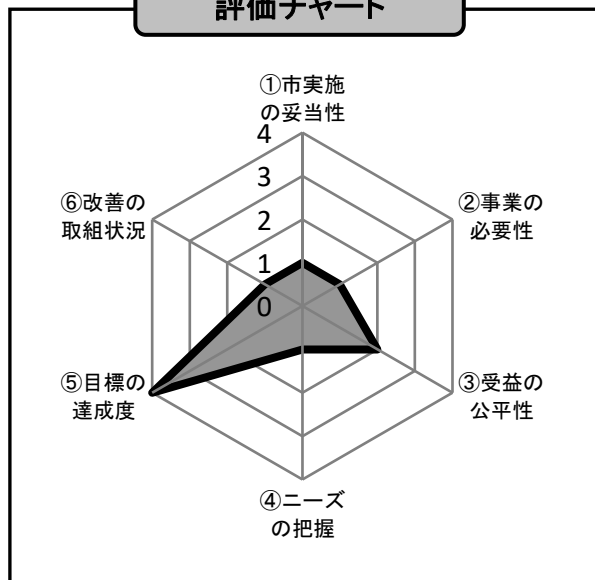 評価チャート
①市実施
の妥当性
4
3
2
1
0
②事業の
必要性
③受益の
公平性
④ニーズ
の把握
⑤目標の
達成度
⑥改善の
取組状況